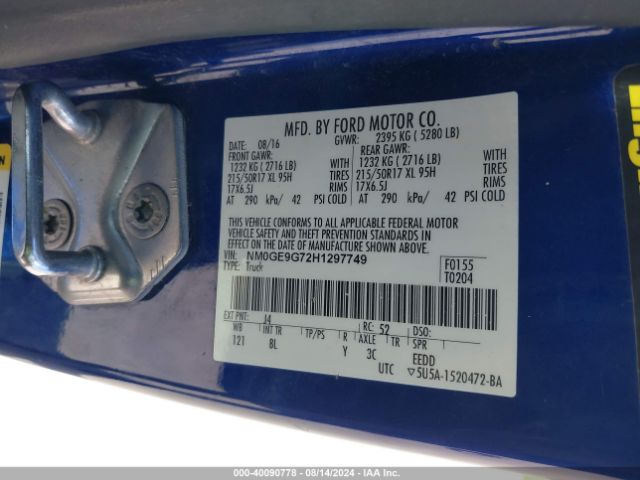 MFD. BY FORD MOTOR CO.
DATE: 08/16 GVWR: 2395 KG ( 5280 LB)
FRONT GAWR: REAR GAWR:
1232 KG ( 2716 LB) WITH 1232 KG ( 2716 LB) WITH
215/50R17 XL 95H TIRES 215/50R17 XL 95H TIRES
17X6.5J RIMS 17X6.5J RIMS
AT 290 kPa/ 42 PSI COLD AT 290 kPa/ 42 PSI COLD
THIS VEHICLE CONFORMS TO ALL APPLICABLE FEDERAL MOTOR
VEHICLE SAFETY AND THEFT PREVENTION STANDARDS IN
EFFECT ON THE DATE OF MANUFACTURE SHOWN ABOVE.
VIN: NM0GE9G72H1297749
TYPE: Truck
F0155
T0204
EXT PNT: J4 RC: 52 DSO:
WB INT TR TP/PS R AXLE TR SPR
121 8L Y 3C EEDD
UTC ▽5U5A-1520472-BA
000-40090778 - 08/14/2024 - IAAI.COM